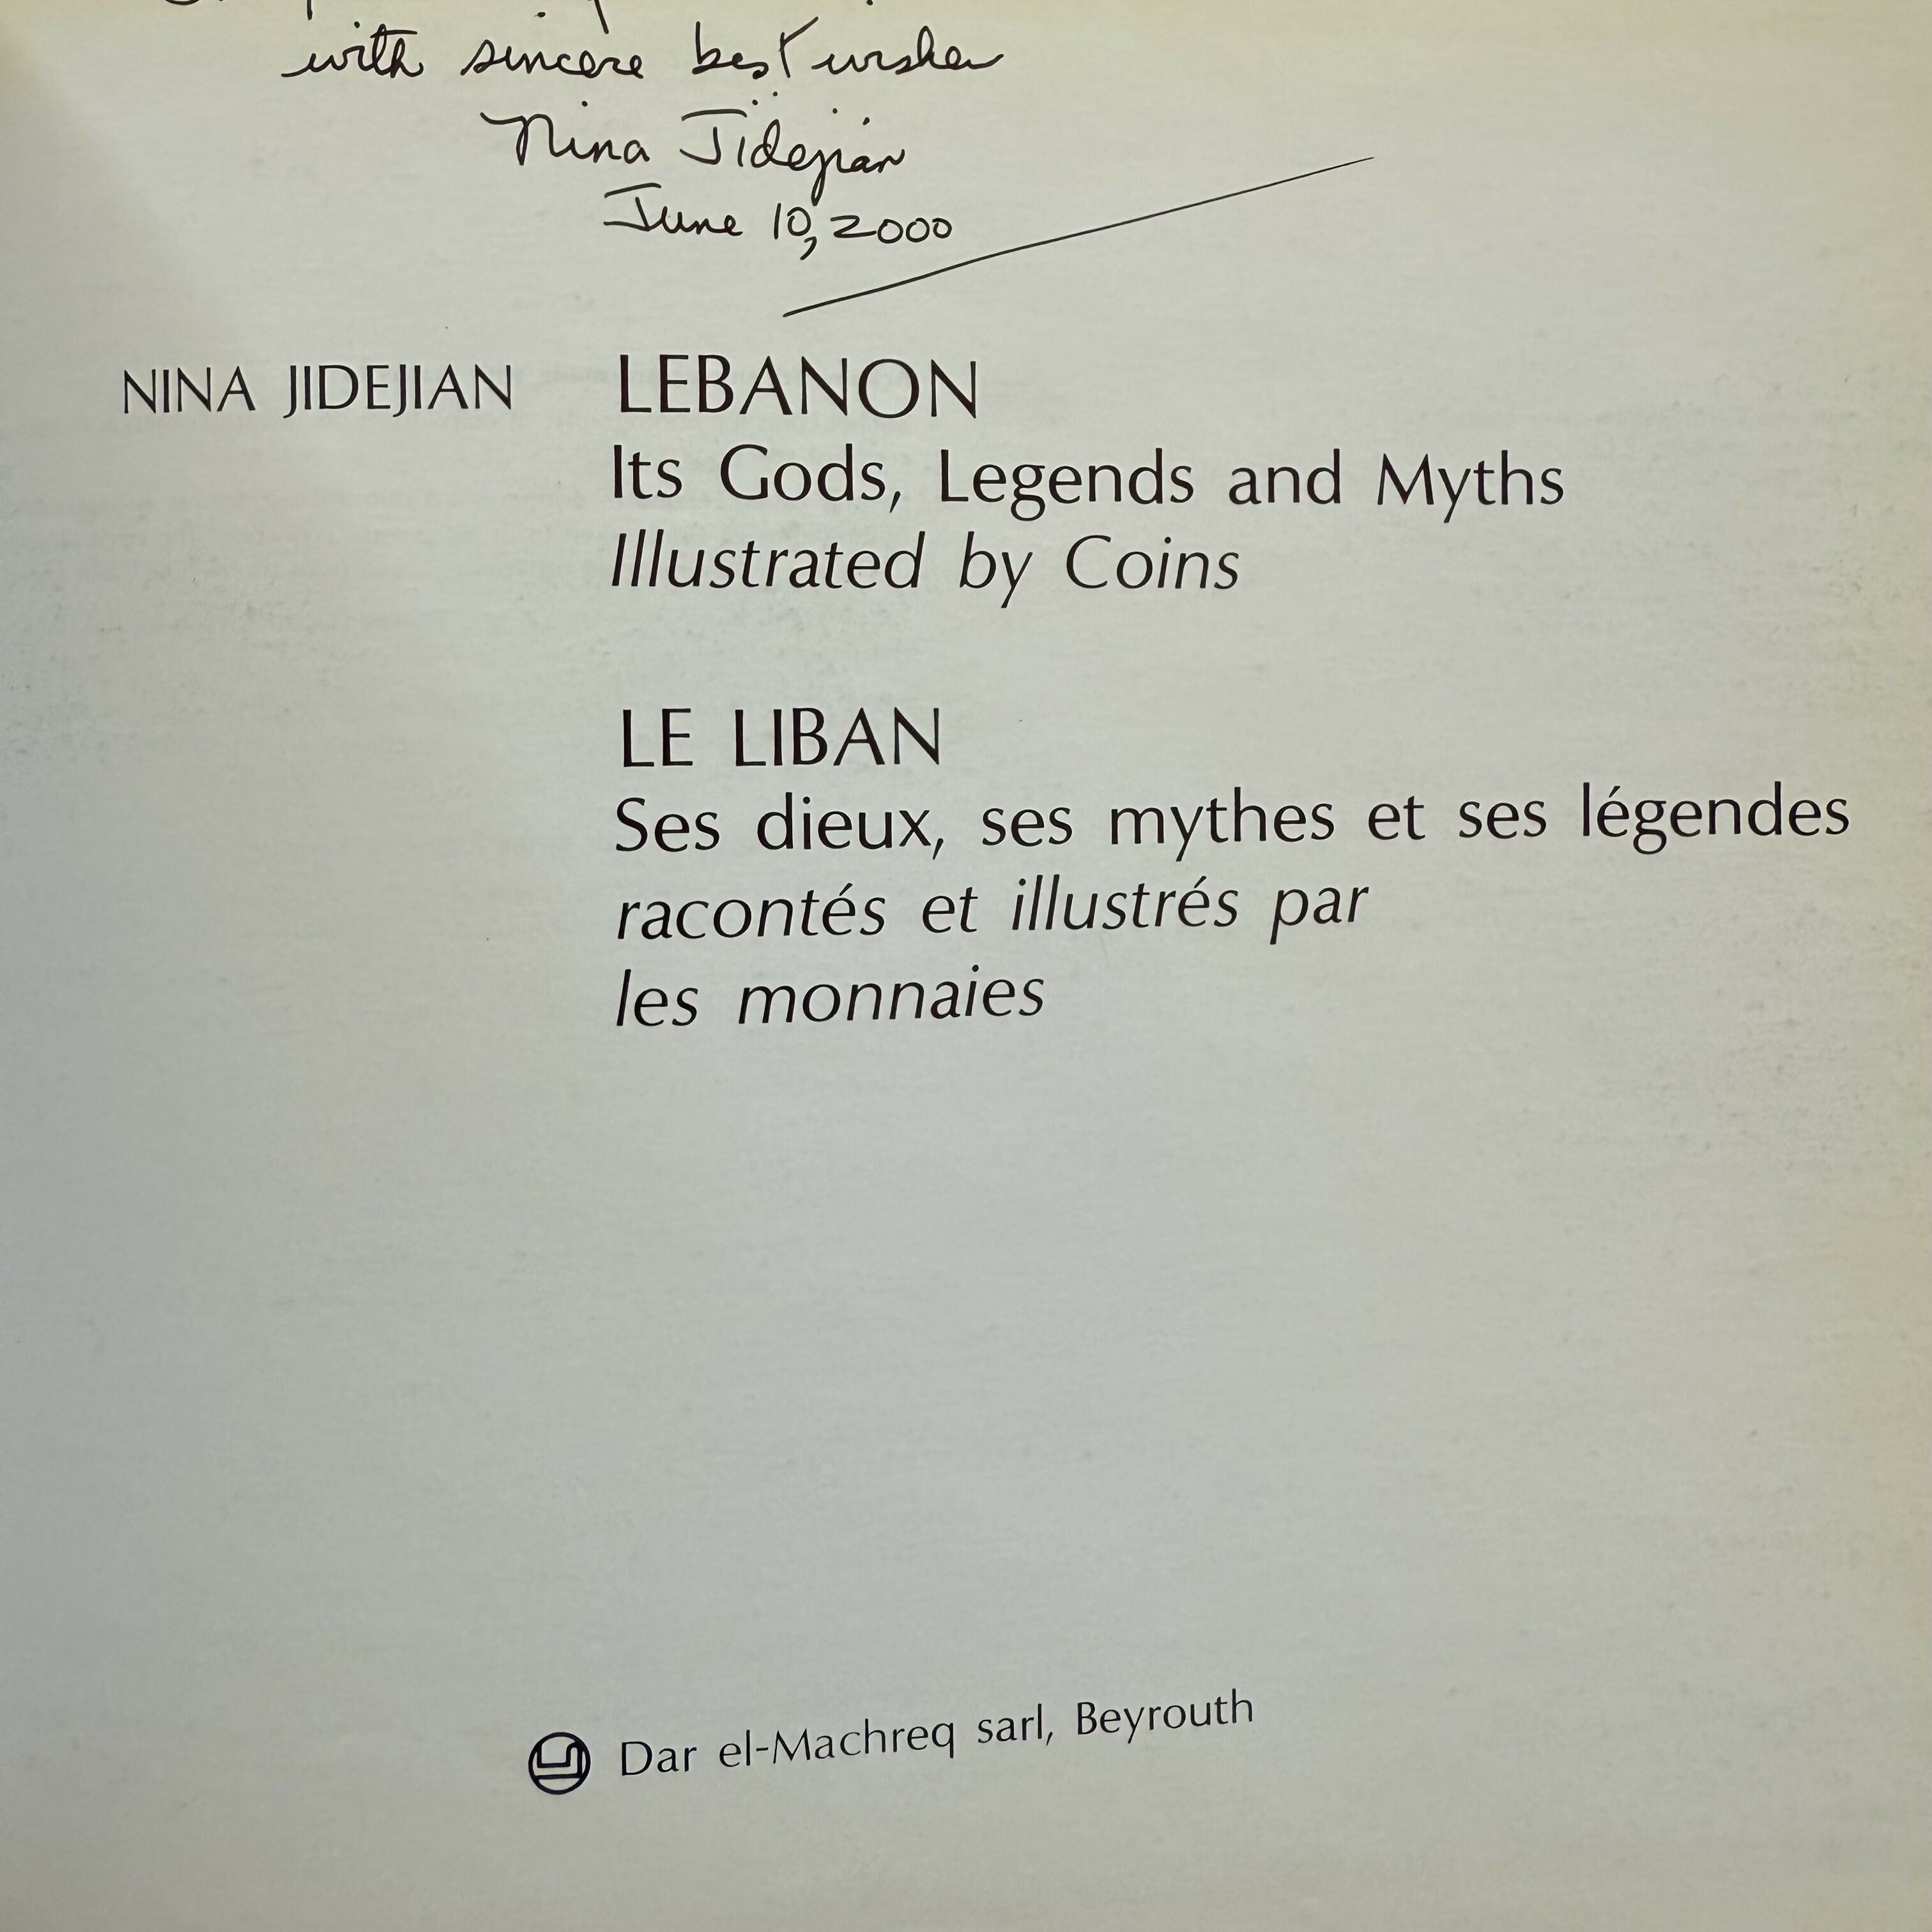 with sincere best wishes
Nina Jidejian
June 10, 2000
NINA JIDEJIAN LEBANON
Its Gods, Legends and Myths
Illustrated by Coins
LE LIBAN
Ses dieux, ses mythes et ses légendes
racontés et illustrés par
les monnaies
Dar el-Machreq sarl, Beyrouth